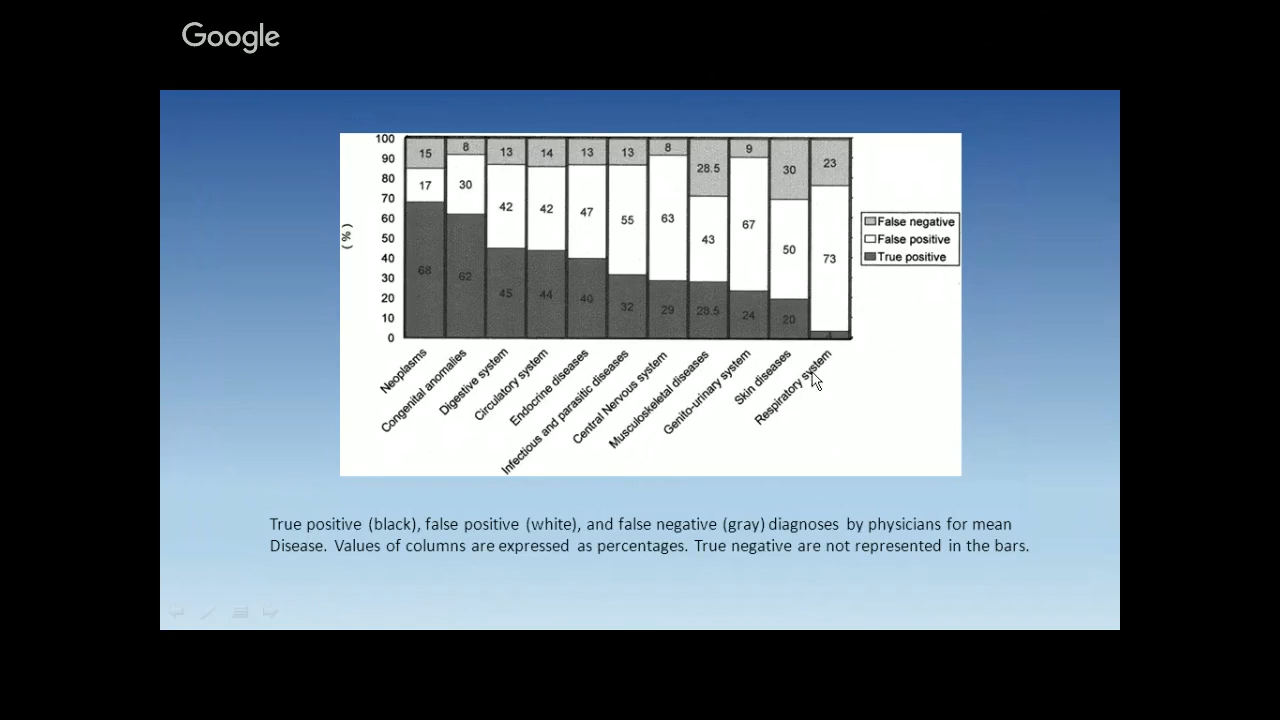 Google
100
90
80
70
60
50
40
30
20
10
0
(%)
15 8 13 14 13 13 8 28.5 9 30 23
17 30 42 42 47 55 63 43 67 50 73
68 62 45 44 40 32 29 28.5 24 20
False negative
False positive
True positive
Neoplasms
Congenital anomalies
Digestive system
Circulatory system
Endocrine diseases
Infectious and parasitic diseases
Central Nervous system
Musculoskeletal diseases
Genito-urinary system
Skin diseases
Respiratory system
True positive (black), false positive (white), and false negative (gray) diagnoses by physicians for mean
Disease. Values of columns are expressed as percentages. True negative are not represented in the bars.